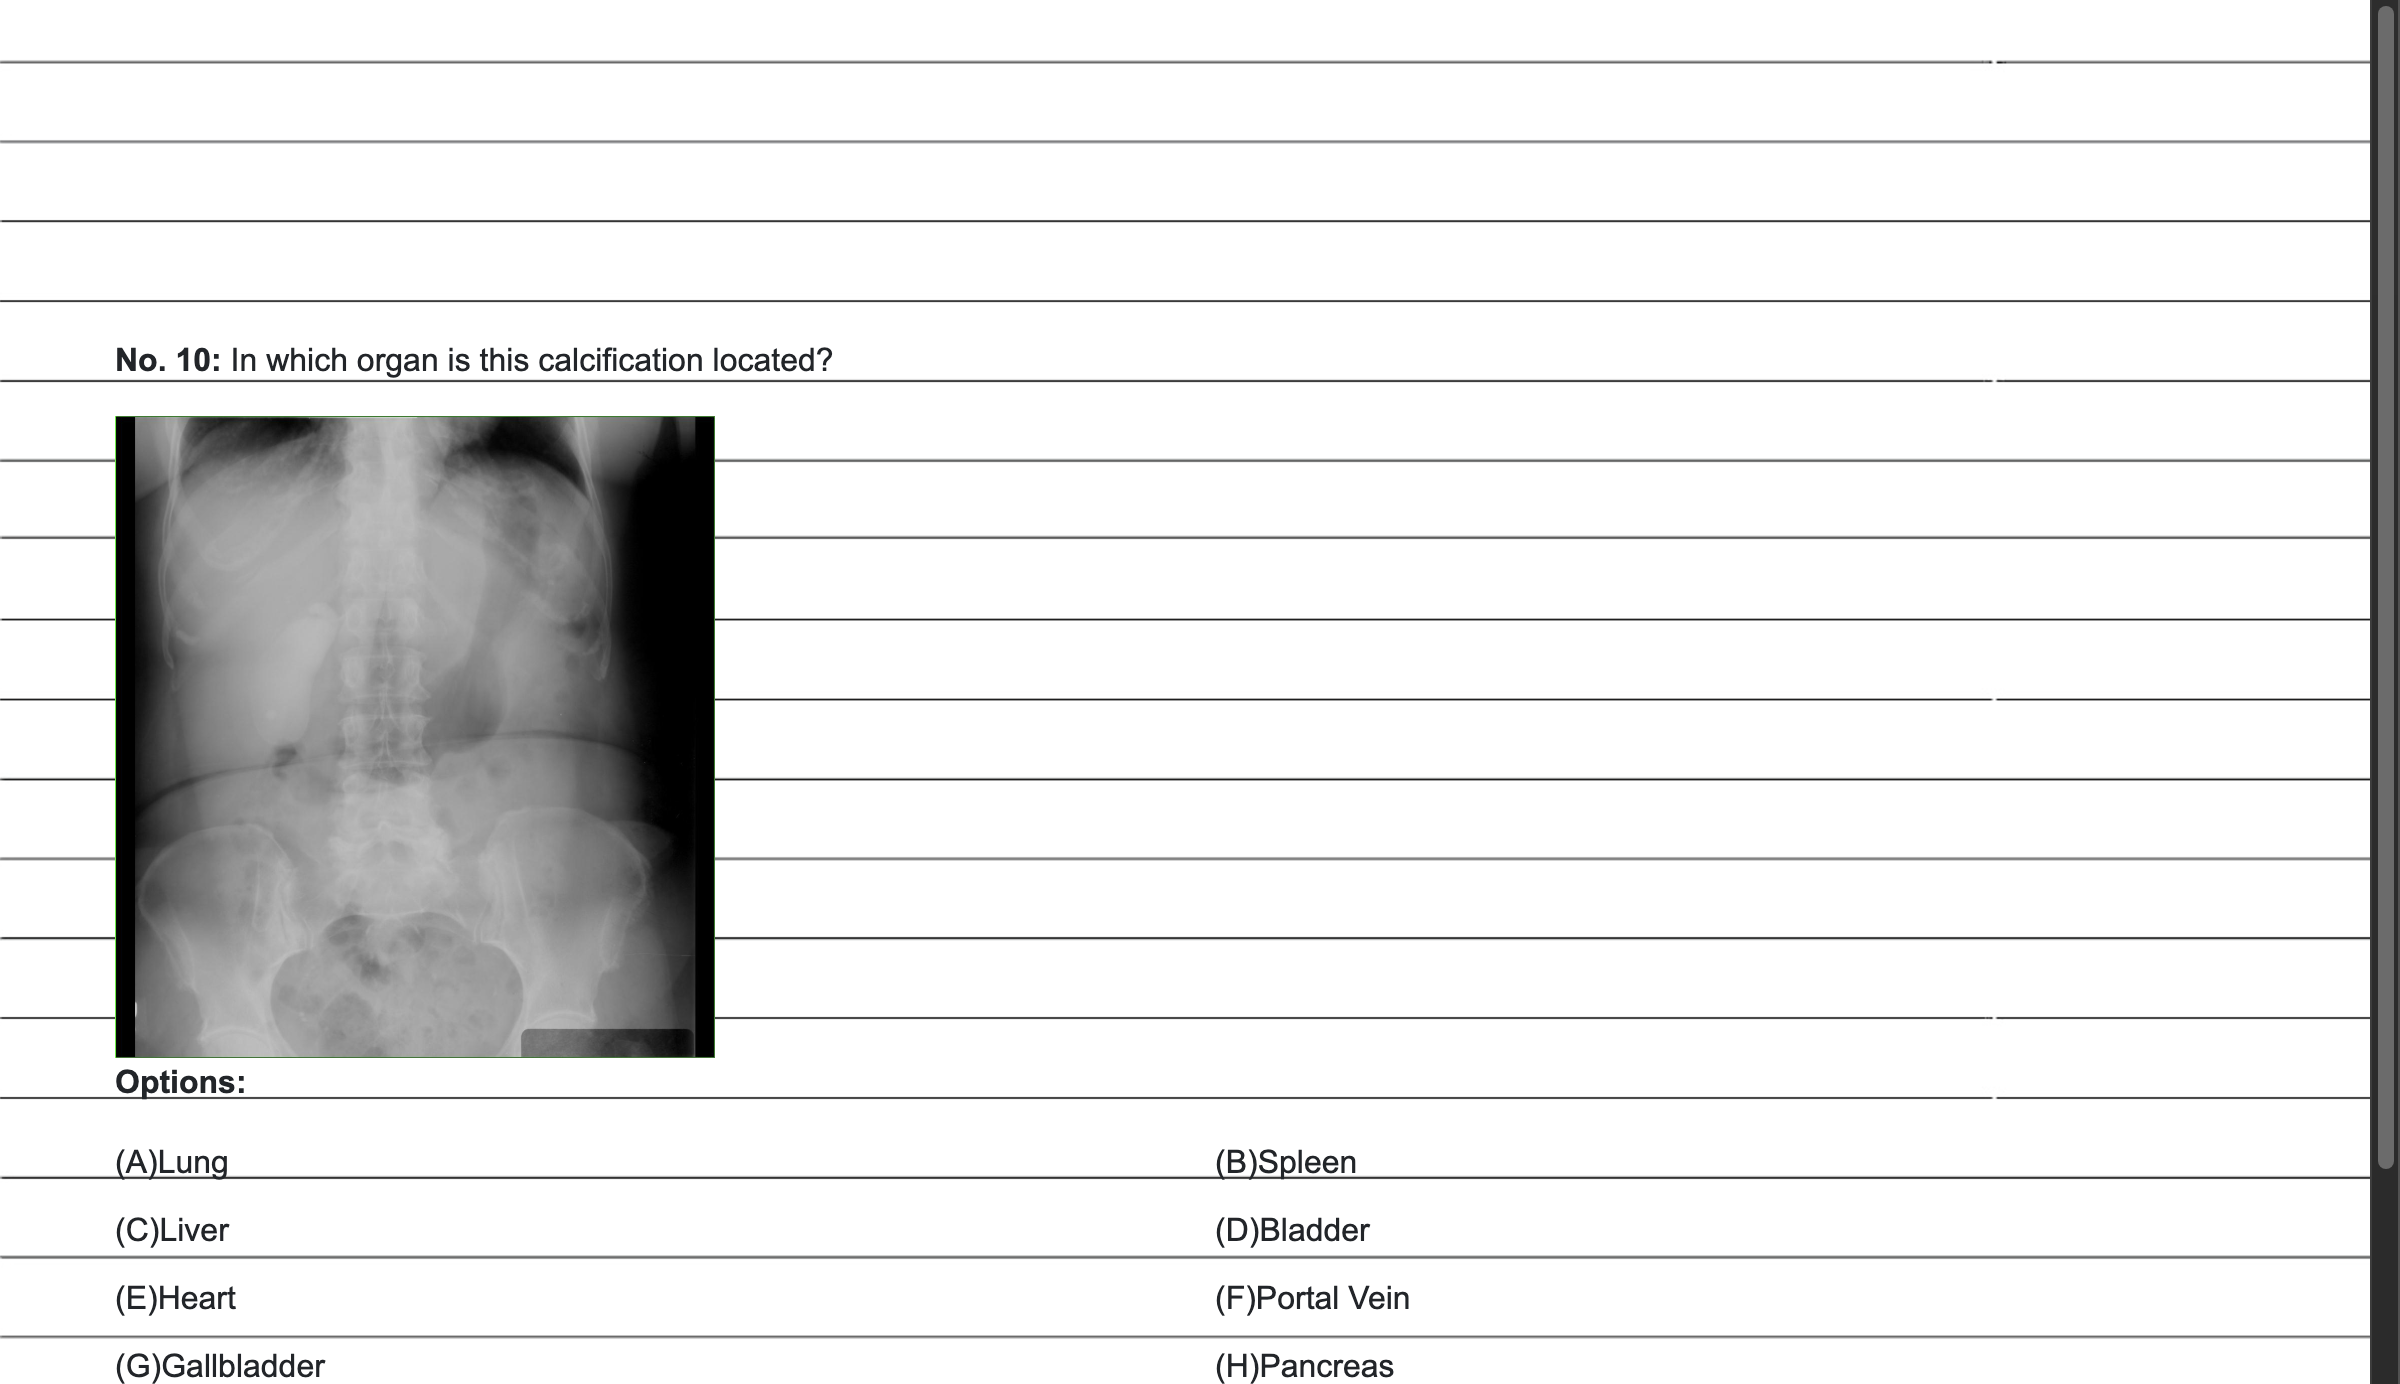 No. 10: In which organ is this calcification located?
Options:
(A)Lung
(B)Spleen
(C)Liver
(D)Bladder
(E)Heart
(F)Portal Vein
(G)Gallbladder
(H)Pancreas